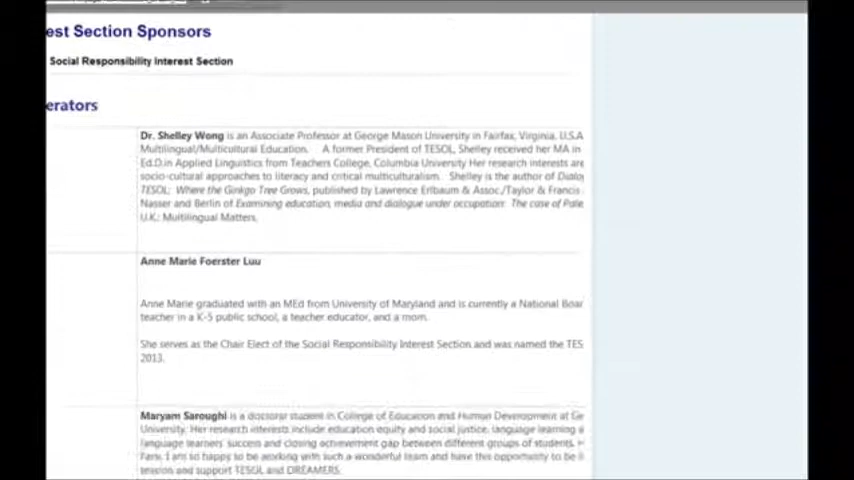 est Section Sponsors
Social Responsibility Interest Section
erators
Dr. Shelley Wong is an Associate Professor at George Mason University in Fairfax, Virginia, U.S.A
Multilingual/Multicultural Education. A former President of TESOL, Shelley received her MA in
Ed.D.in Applied Linguistics from Teachers College, Columbia University Her research interests are
socio-cultural approaches to literacy and critical multiculturalism. Shelley is the author of Dialo
TESOL: Where the Ginkgo Tree Grows, published by Lawrence Erlbaum & Assoc./Taylor & Francis
Nasser and Berlin of Examining education, media and dialogue under occupation: The case of Pale
U.K.: Multilingual Matters.
Anne Marie Foerster Luu
Anne Marie graduated with an MEd from University of Maryland and is currently a National Boar
teacher in a K-5 public school, a teacher educator, and a mom.
She serves as the Chair Elect of the Social Responsibility Interest Section and was named the TES
2013.
Maryam Saroughi is a doctoral student in College of Education and Human Development at Ge
University. Her research interests include education equity and social justice, language learning a
language learners' success and closing achievement gap between different groups of students.
I am so happy to be working with such a wonderful team and have this opportunity to be
session and support TESOL and DREAMERS.